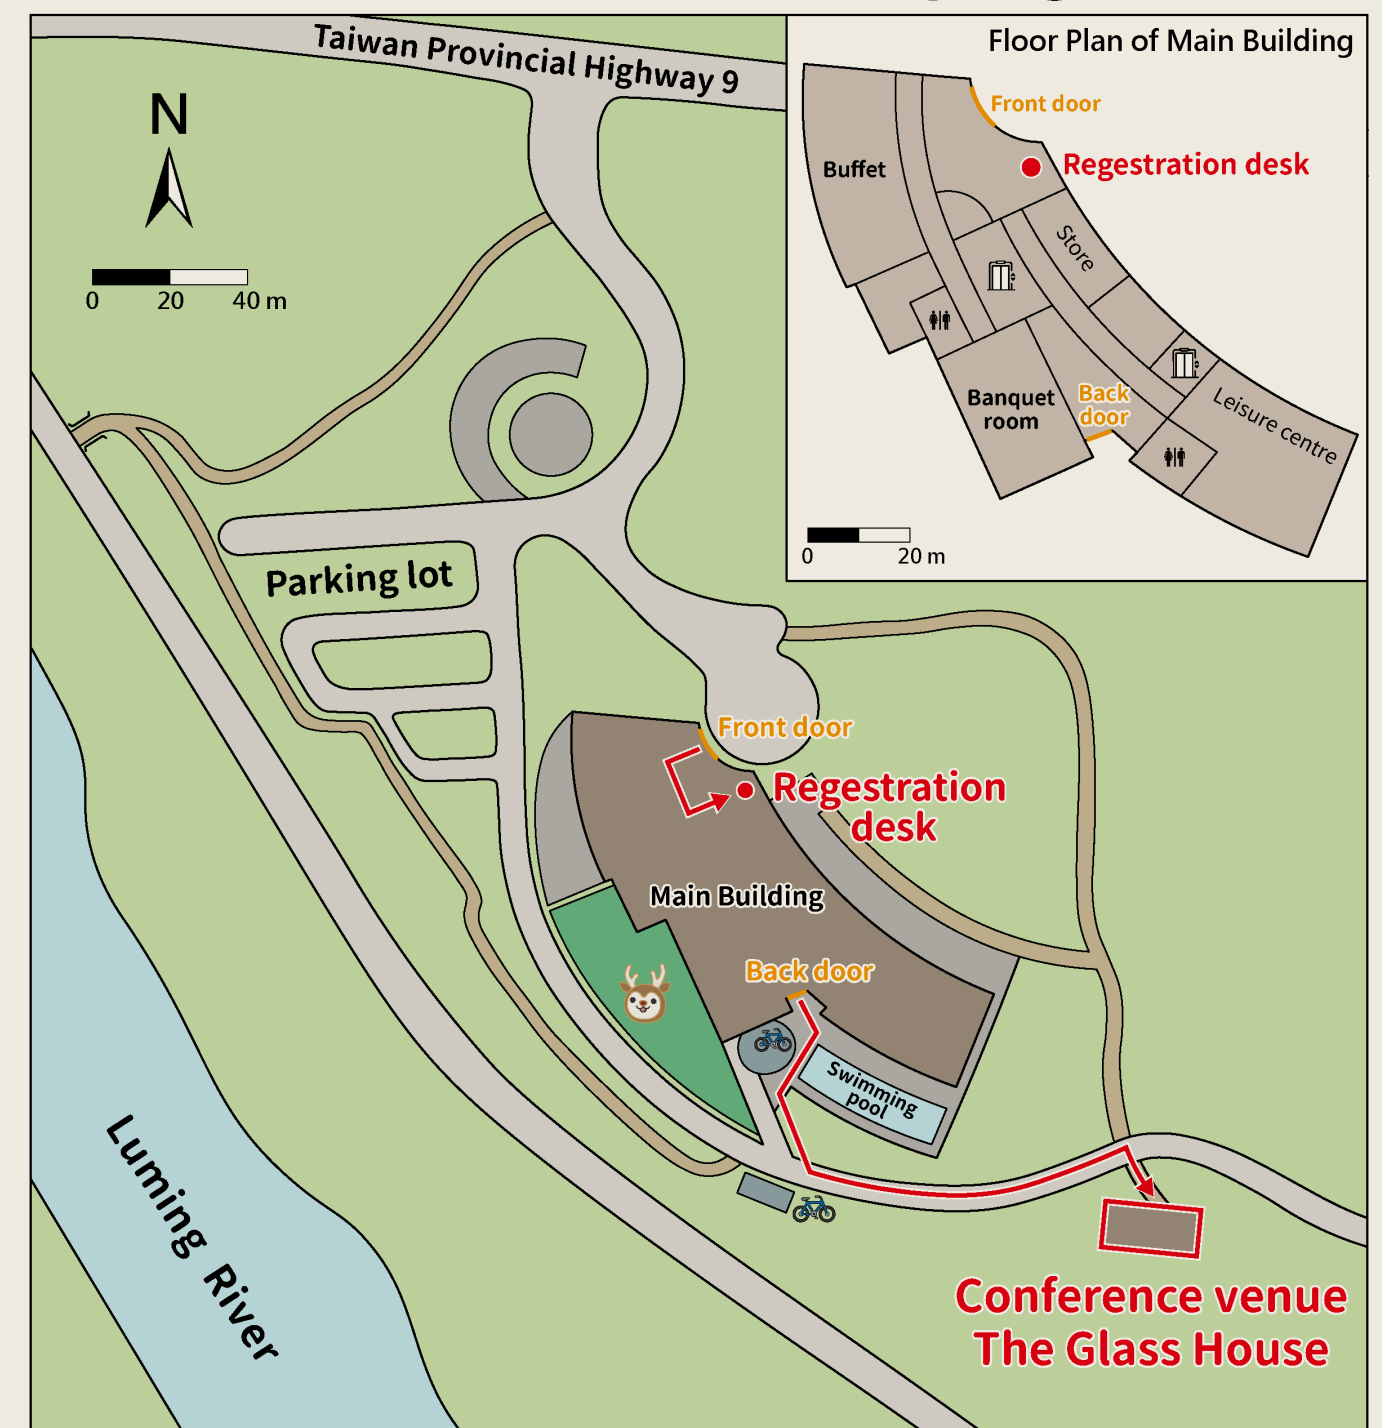 Taiwan Provincial Highway 9
N
0 20 40 m
Floor Plan of Main Building
Front door
Regestration desk
Buffet
Store
Banquet
room
Back
door
Leisure centre
0 20 m
Parking lot
Front door
Regestration
desk
Main Building
Back door
Swimming
pool
Luming River
Conference venue
The Glass House